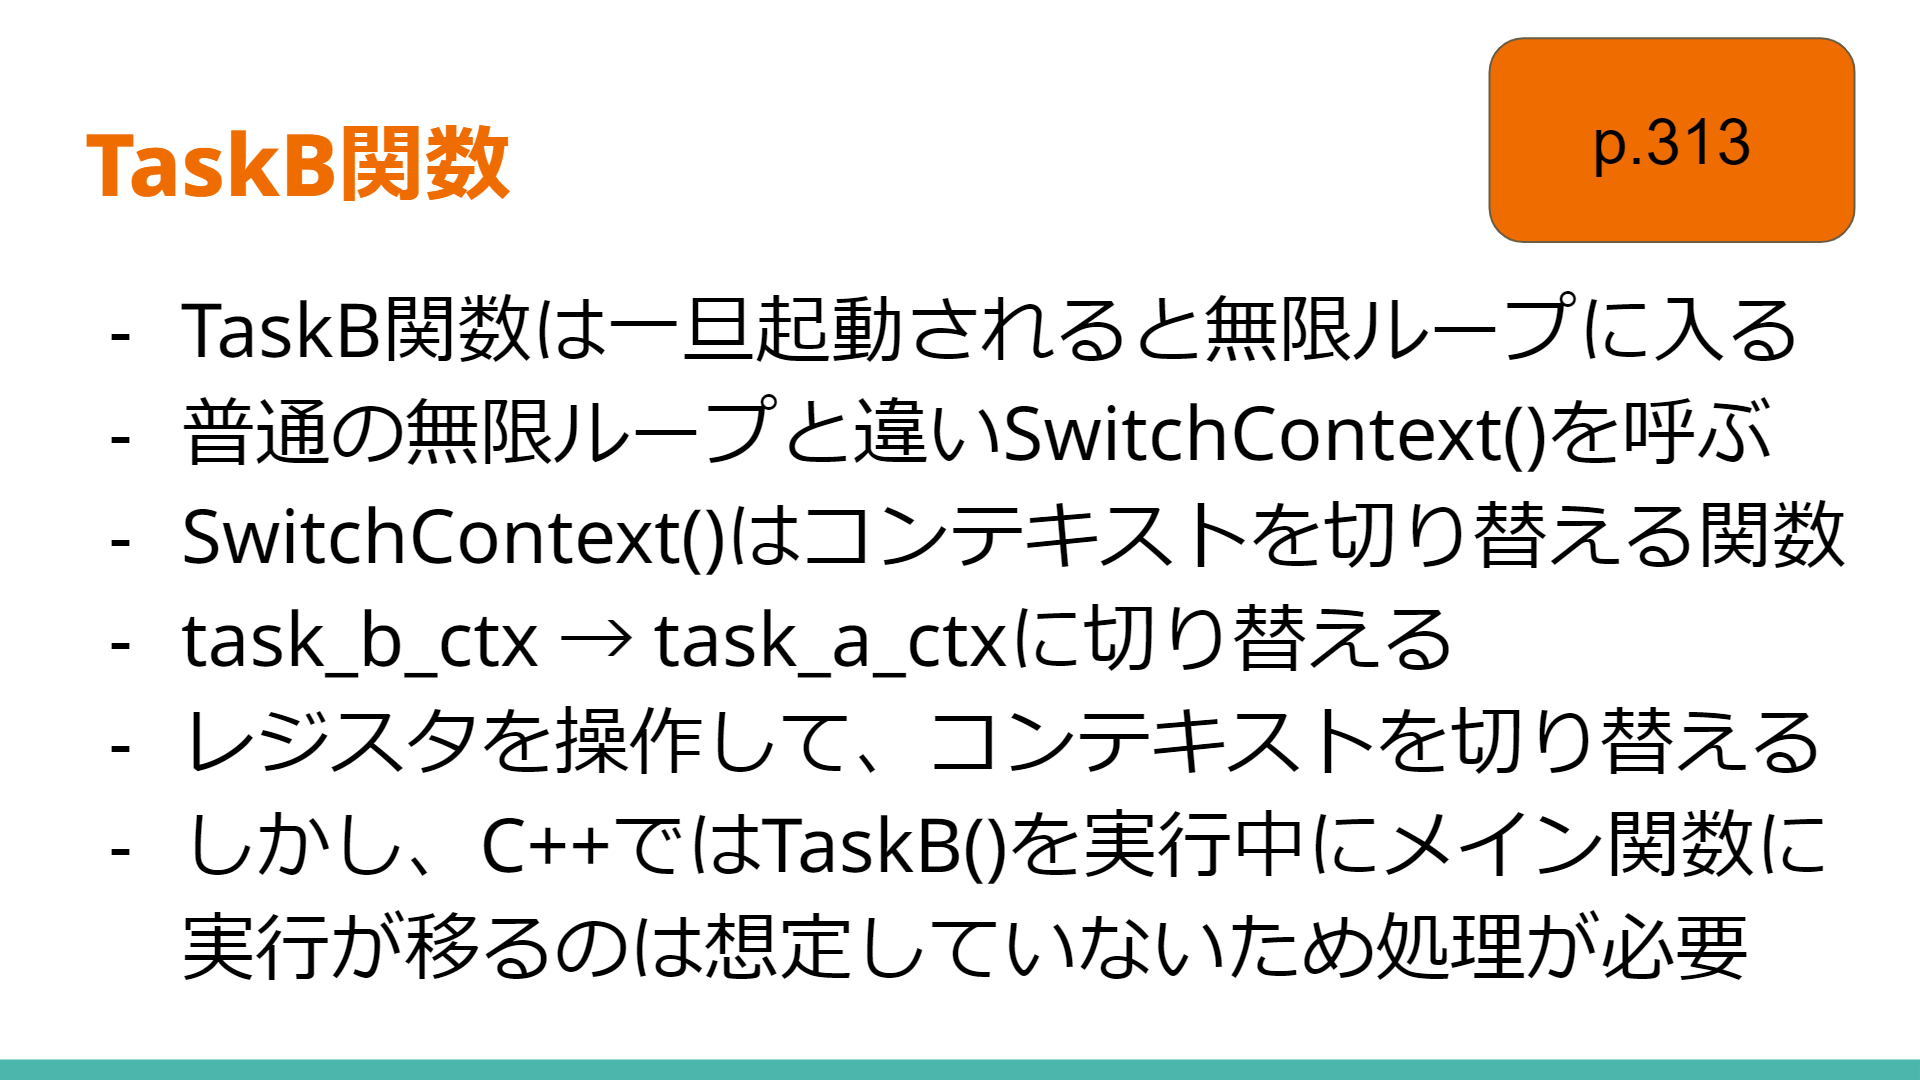 TaskB関数
p.313
- TaskB関数は一旦起動されると無限ループに入る
- 普通の無限ループと違いSwitchContext()を呼ぶ
- SwitchContext()はコンテキストを切り替える関数
- task_b_ctx → task_a_ctxに切り替える
- レジスタを操作して、コンテキストを切り替える
- しかし、C++ではTaskB()を実行中にメイン関数に
実行が移るのは想定していないため処理が必要